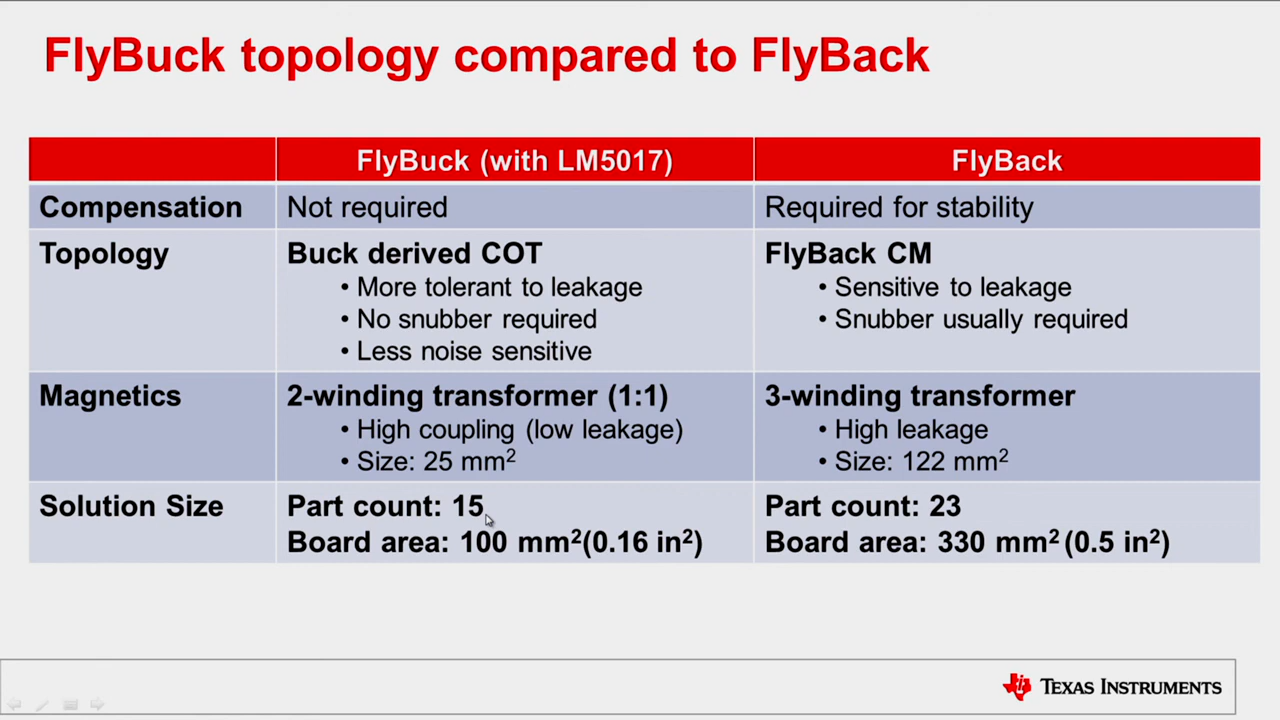 FlyBuck topology compared to FlyBack
FlyBuck (with LM5017) FlyBack
Compensation Not required Required for stability
Topology Buck derived COT FlyBack CM
• More tolerant to leakage • Sensitive to leakage
• No snubber required • Snubber usually required
• Less noise sensitive
Magnetics 2-winding transformer (1:1) 3-winding transformer
• High coupling (low leakage) • High leakage
• Size: 25 mm² • Size: 122 mm²
Solution Size Part count: 15 Part count: 23
Board area: 100 mm²(0.16 in²) Board area: 330 mm² (0.5 in²)
TEXAS INSTRUMENTS